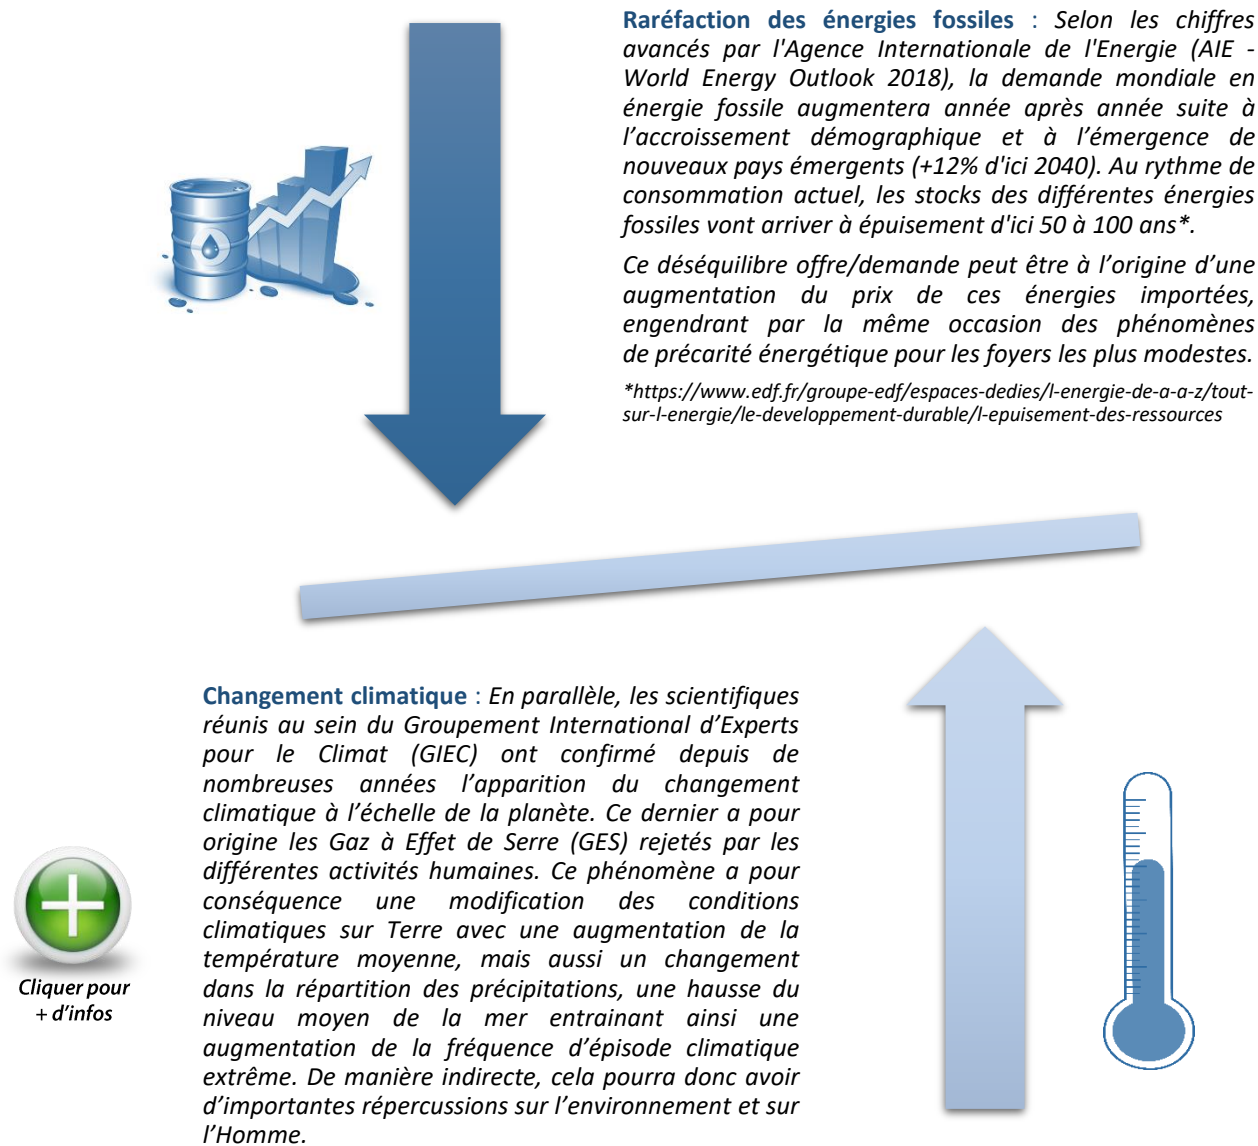 Raréfaction des énergies fossiles : Selon les chiffres
avancés par l'Agence Internationale de l'Energie (AIE -
World Energy Outlook 2018), la demande mondiale en
énergie fossile augmentera année après année suite à
l’accroissement démographique et à l’émergence de
nouveaux pays émergents (+12% d'ici 2040). Au rythme de
consommation actuel, les stocks des différentes énergies
fossiles vont arriver à épuisement d'ici 50 à 100 ans*.
Ce déséquilibre offre/demande peut être à l’origine d’une
augmentation du prix de ces énergies importées,
engendrant par la même occasion des phénomènes
de précarité énergétique pour les foyers les plus modestes.
*https://www.edf.fr/groupe-edf/espaces-dedies/l-energie-de-a-a-z/tout-
sur-l-energie/le-developpement-durable/l-epuisement-des-ressources
Changement climatique : En parallèle, les scientifiques
réunis au sein du Groupement International d’Experts
pour le Climat (GIEC) ont confirmé depuis de
nombreuses années l’apparition du changement
climatique à l’échelle de la planète. Ce dernier a pour
origine les Gaz à Effet de Serre (GES) rejetés par les
différentes activités humaines. Ce phénomène a pour
conséquence une modification des conditions
climatiques sur Terre avec une augmentation de la
température moyenne, mais aussi un changement
dans la répartition des précipitations, une hausse du
niveau moyen de la mer entrainant ainsi une
augmentation de la fréquence d’épisode climatique
extrême. De manière indirecte, cela pourra donc avoir
d’importantes répercussions sur l’environnement et sur
l’Homme.
Cliquer pour
+ d’infos